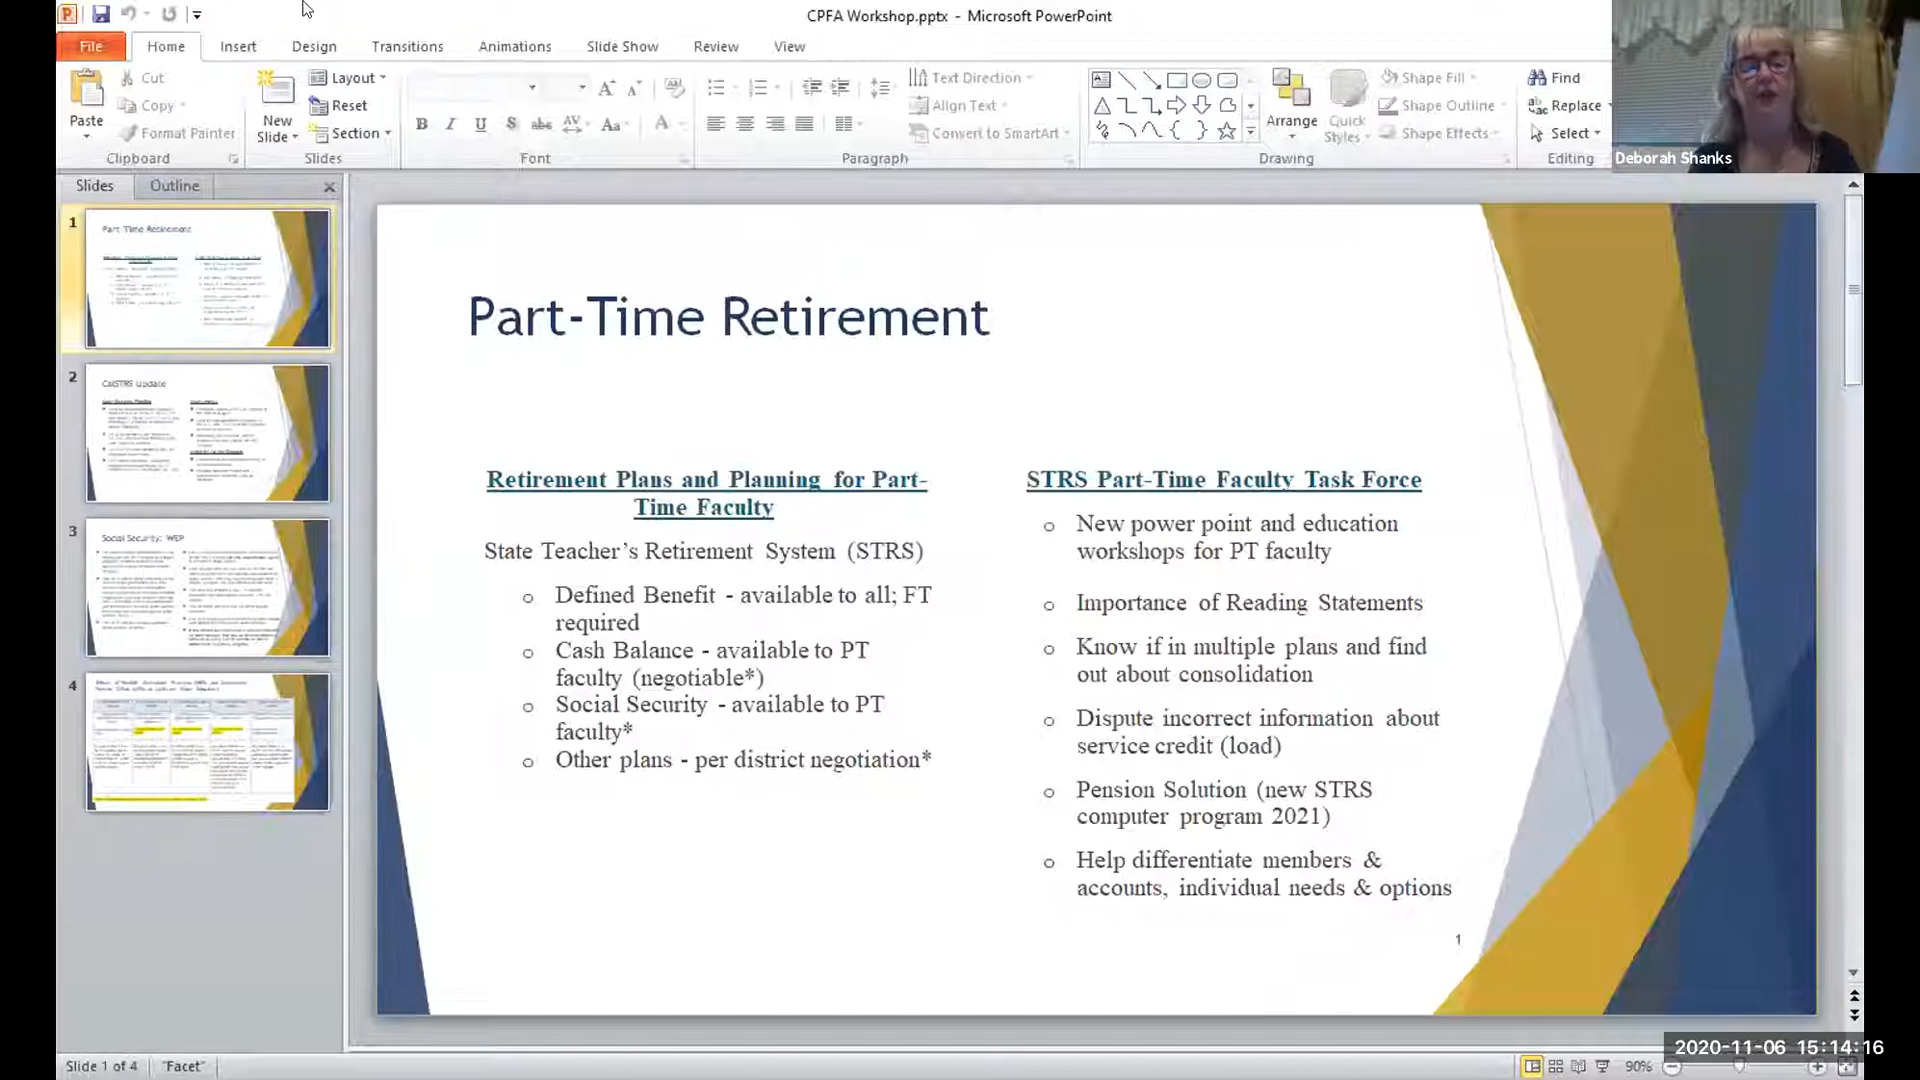 CPFA Workshop.pptx - Microsoft PowerPoint
File Home Insert Design Transitions Animations Slide Show Review View
Paste
Cut
Copy
Format Painter
Clipboard
New Slide
Layout
Reset
Section
Slides
B I U S abc AV Aa A
Font
Text Direction
Align Text
Convert to SmartArt
Paragraph
Arrange
Quick Styles
Shape Fill
Shape Outline
Shape Effects
Drawing
Find
Replace
Select
Editing
Deborah Shanks
Slides Outline
1
Part Time Retirement
2
CalSTRS Update
3
Social Security: WEP
4
Part-Time Retirement
Retirement Plans and Planning for Part-
Time Faculty
State Teacher’s Retirement System (STRS)
o Defined Benefit - available to all; FT
required
o Cash Balance - available to PT
faculty (negotiable*)
o Social Security - available to PT
faculty*
o Other plans - per district negotiation*
STRS Part-Time Faculty Task Force
o New power point and education
workshops for PT faculty
o Importance of Reading Statements
o Know if in multiple plans and find
out about consolidation
o Dispute incorrect information about
service credit (load)
o Pension Solution (new STRS
computer program 2021)
o Help differentiate members &
accounts, individual needs & options
1
Slide 1 of 4 "Facet"
90%
2020-11-06 15:14:16